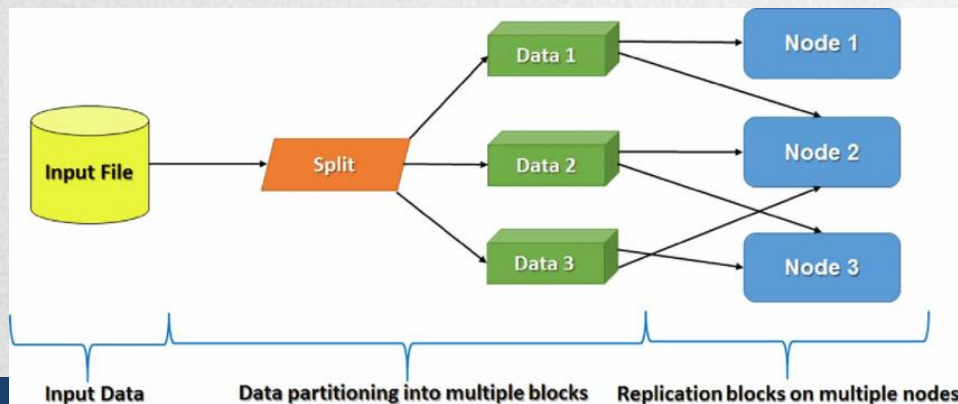 Input File
Split
Data 1
Data 2
Data 3
Node 1
Node 2
Node 3
Input Data
Data partitioning into multiple blocks
Replication blocks on multiple nodes